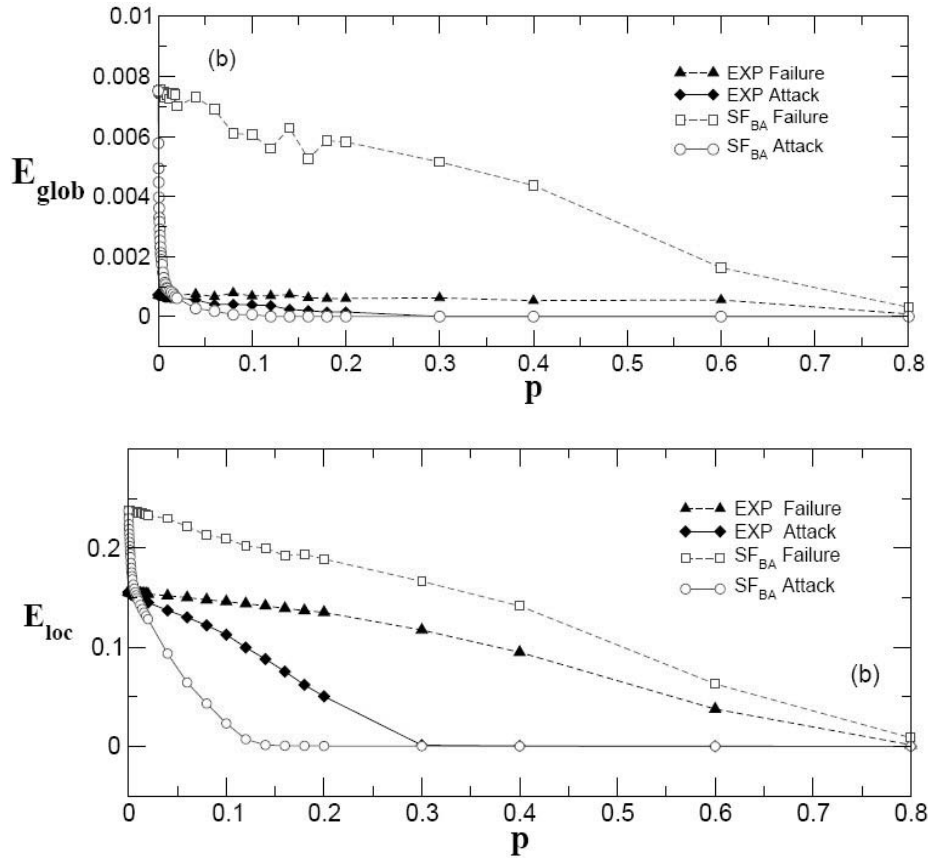 0.01
(b)
0.008
EXP Failure
EXP Attack
0.006
SF_BA Failure
SF_BA Attack
E_glob
0.004
0.002
0
0 0.1 0.2 0.3 0.4 0.5 0.6 0.7 0.8
p
EXP Failure
EXP Attack
0.2
SF_BA Failure
SF_BA Attack
E_loc
0.1
(b)
0
0 0.1 0.2 0.3 0.4 0.5 0.6 0.7 0.8
p